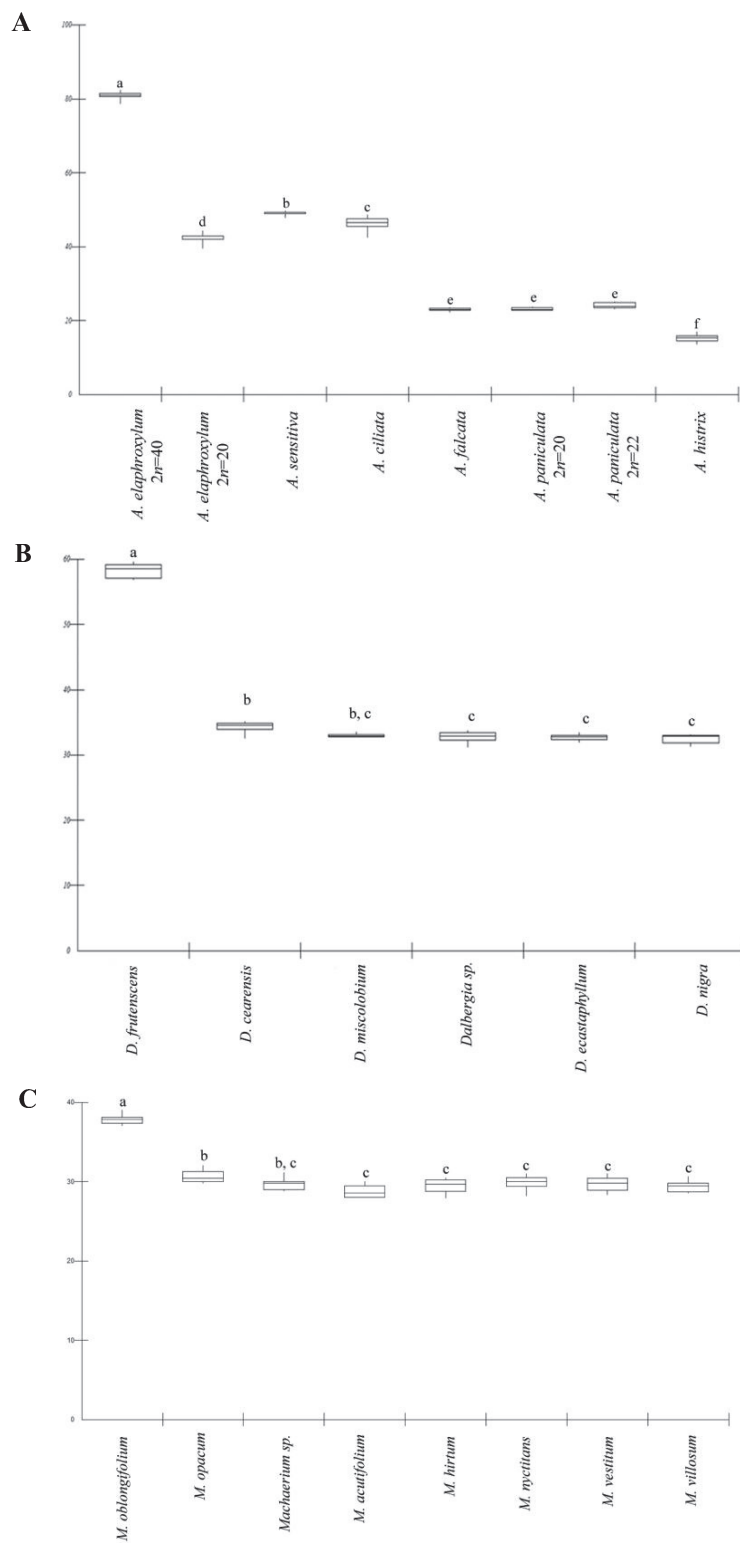 A
100
80
60
40
20
0
a
d
b
c
e
e
e
f
A. elaphroxylum
2n=40
A. elaphroxylum
2n=20
A. sensitiva
A. ciliata
A. falcata
A. paniculata
2n=20
A. paniculata
2n=22
A. histrix
B
60
50
40
30
20
10
0
a
b
b, c
c
c
c
D. frutenscens
D. cearensis
D. miscolobium
Dalbergia sp.
D. ecastaphyllum
D. nigra
C
40
30
20
10
0
a
b
b, c
c
c
c
c
c
M. oblongifolium
M. opacum
Machaerium sp.
M. acutifolium
M. hirtum
M. nyctitans
M. vestitum
M. villosum